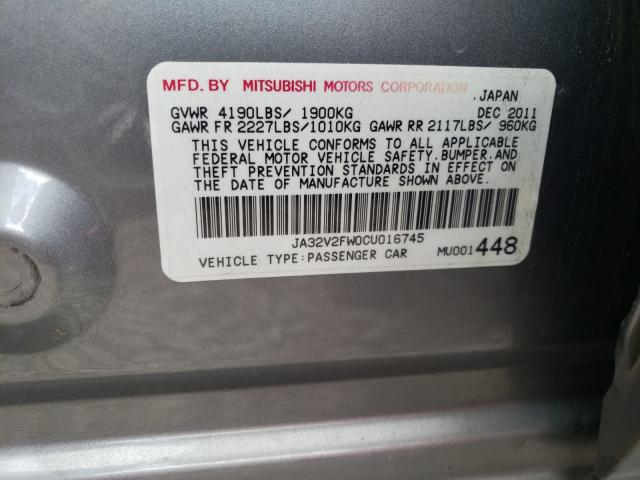 MFD. BY MITSUBISHI MOTORS CORPORATION
.JAPAN
GVWR 4190LBS/ 1900KG DEC 2011
GAWR FR 2227LBS/1010KG GAWR RR 2117LBS/ 960KG
THIS VEHICLE CONFORMS TO ALL APPLICABLE
FEDERAL MOTOR VEHICLE SAFETY.BUMPER.AND
THEFT PREVENTION STANDARDS IN EFFECT ON
THE DATE OF MANUFACTURE SHOWN ABOVE.
JA32V2FW0CU016745
VEHICLE TYPE:PASSENGER CAR MU001448